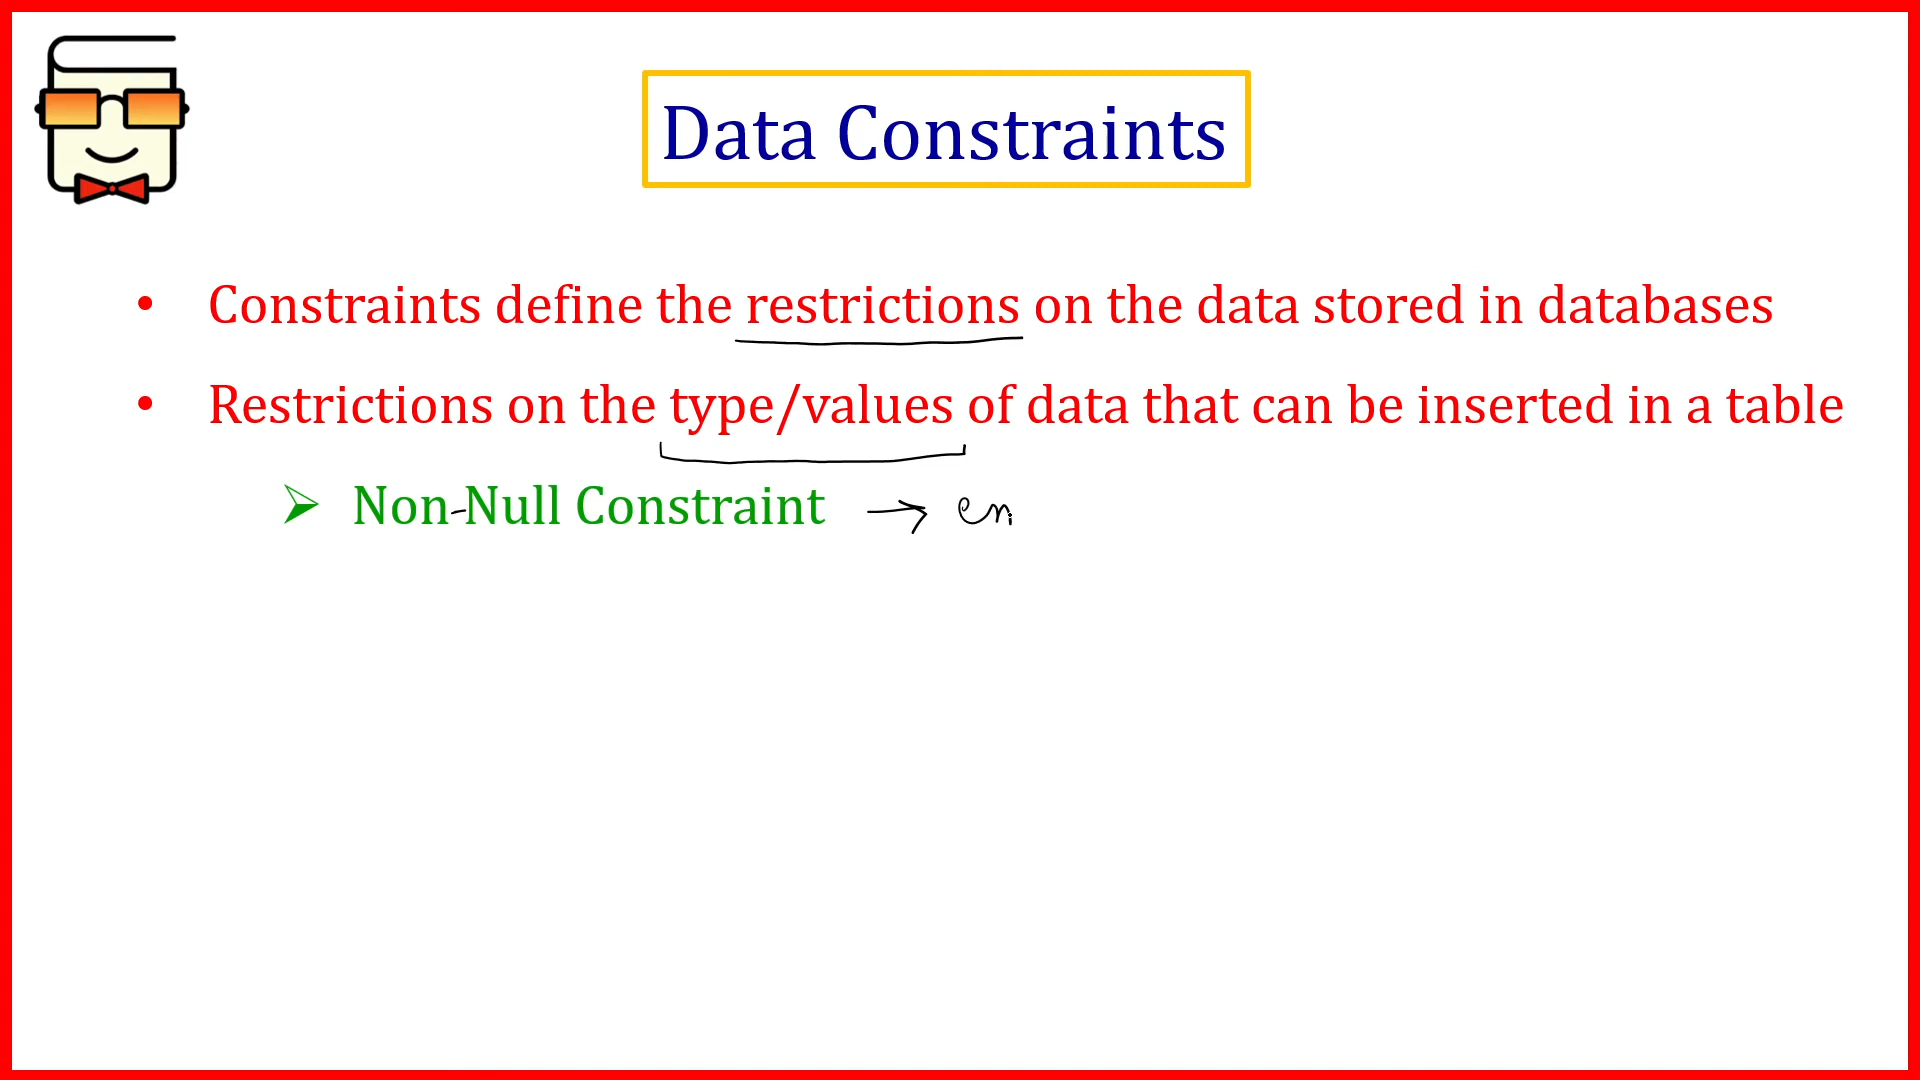 Data Constraints
• Constraints define the restrictions on the data stored in databases
• Restrictions on the type/values of data that can be inserted in a table
➢ Non-Null Constraint →